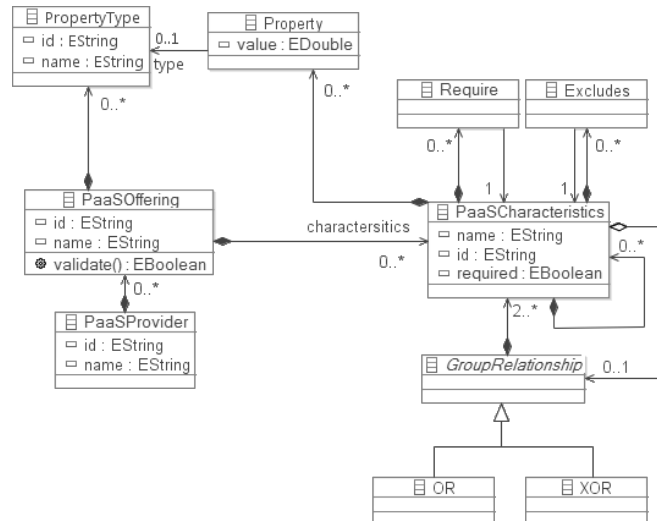 PropertyType
id : EString
name : EString
0..1
type
Property
value : EDouble
0..*
0..*
Require
Excludes
0..*
0..*
1
1
PaaSOffering
id : EString
name : EString
validate() : EBoolean
charactersitics
0..*
PaaSCharacteristics
name : EString
id : EString
required : EBoolean
0..*
0..*
PaaSProvider
id : EString
name : EString
2..*
GroupRelationship
0..1
OR
XOR